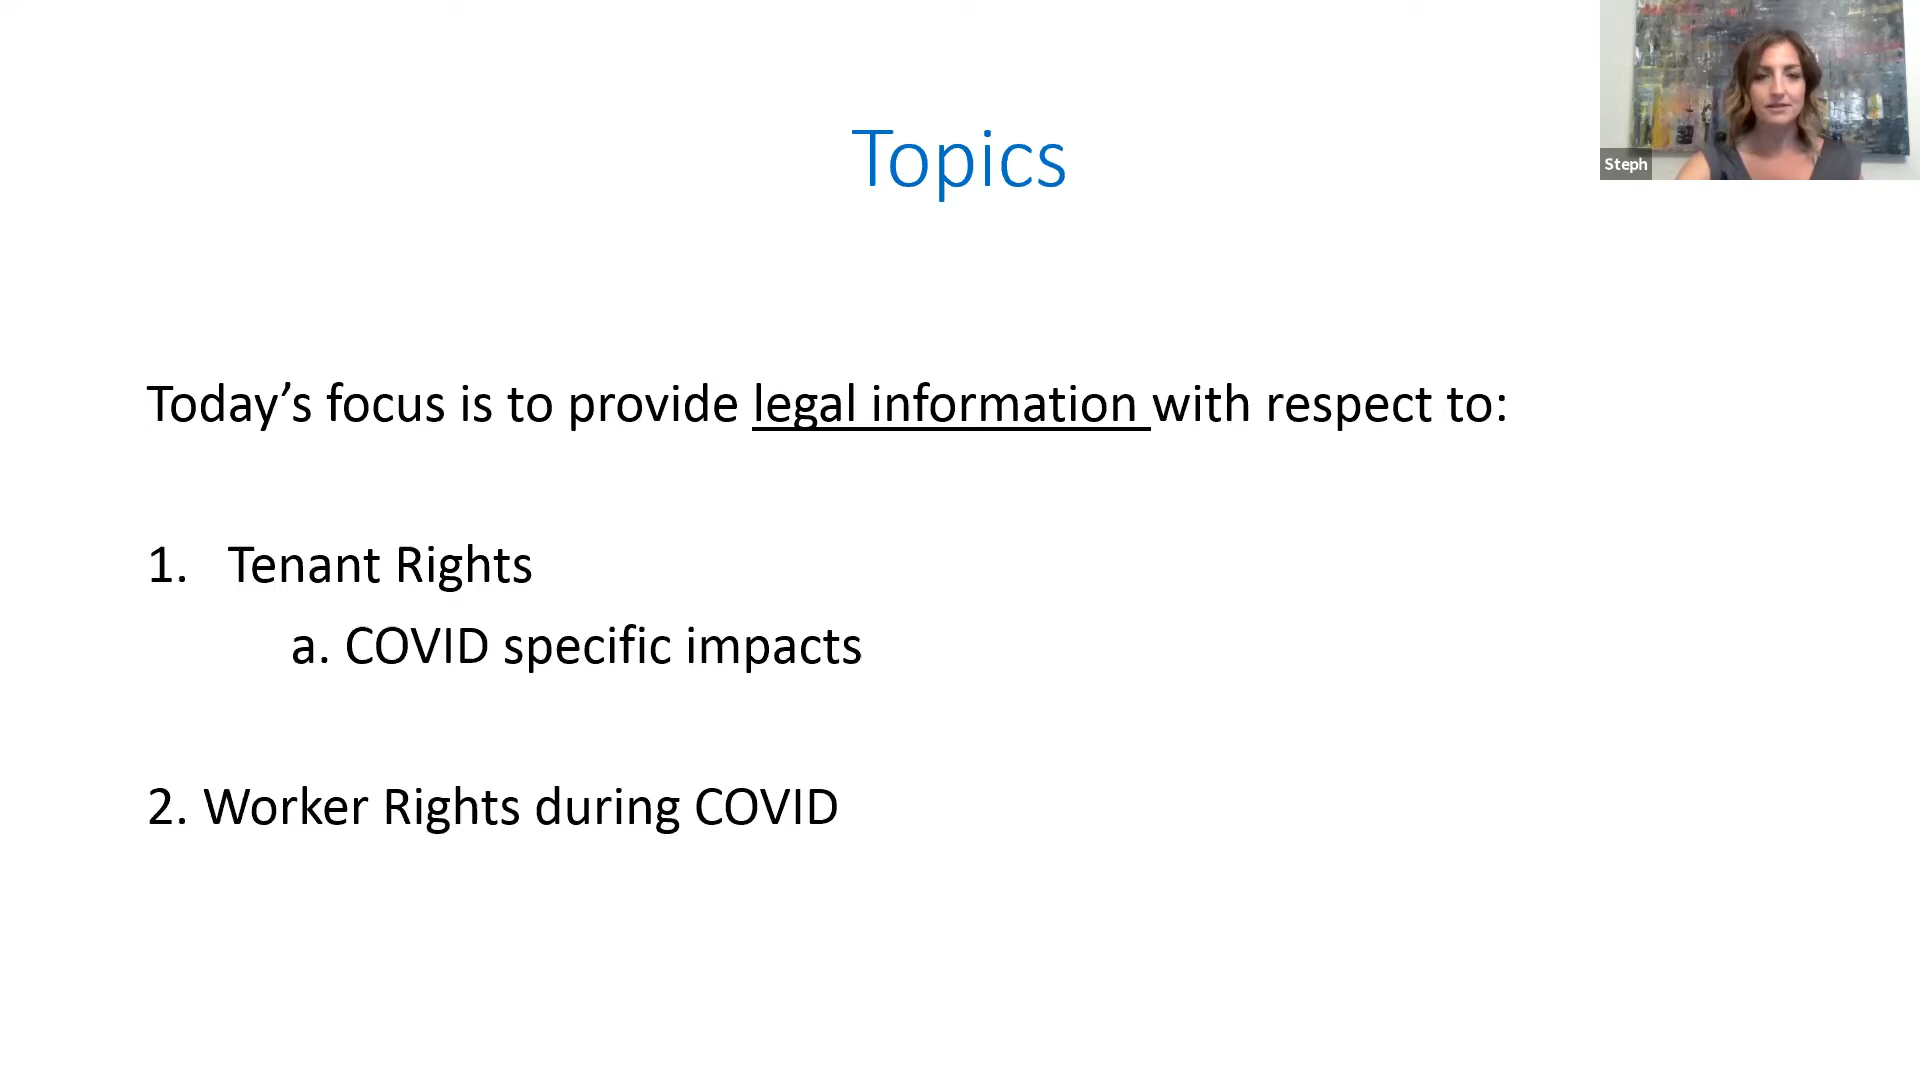 Topics
Steph
Today’s focus is to provide legal information with respect to:
1. Tenant Rights
a. COVID specific impacts
2. Worker Rights during COVID